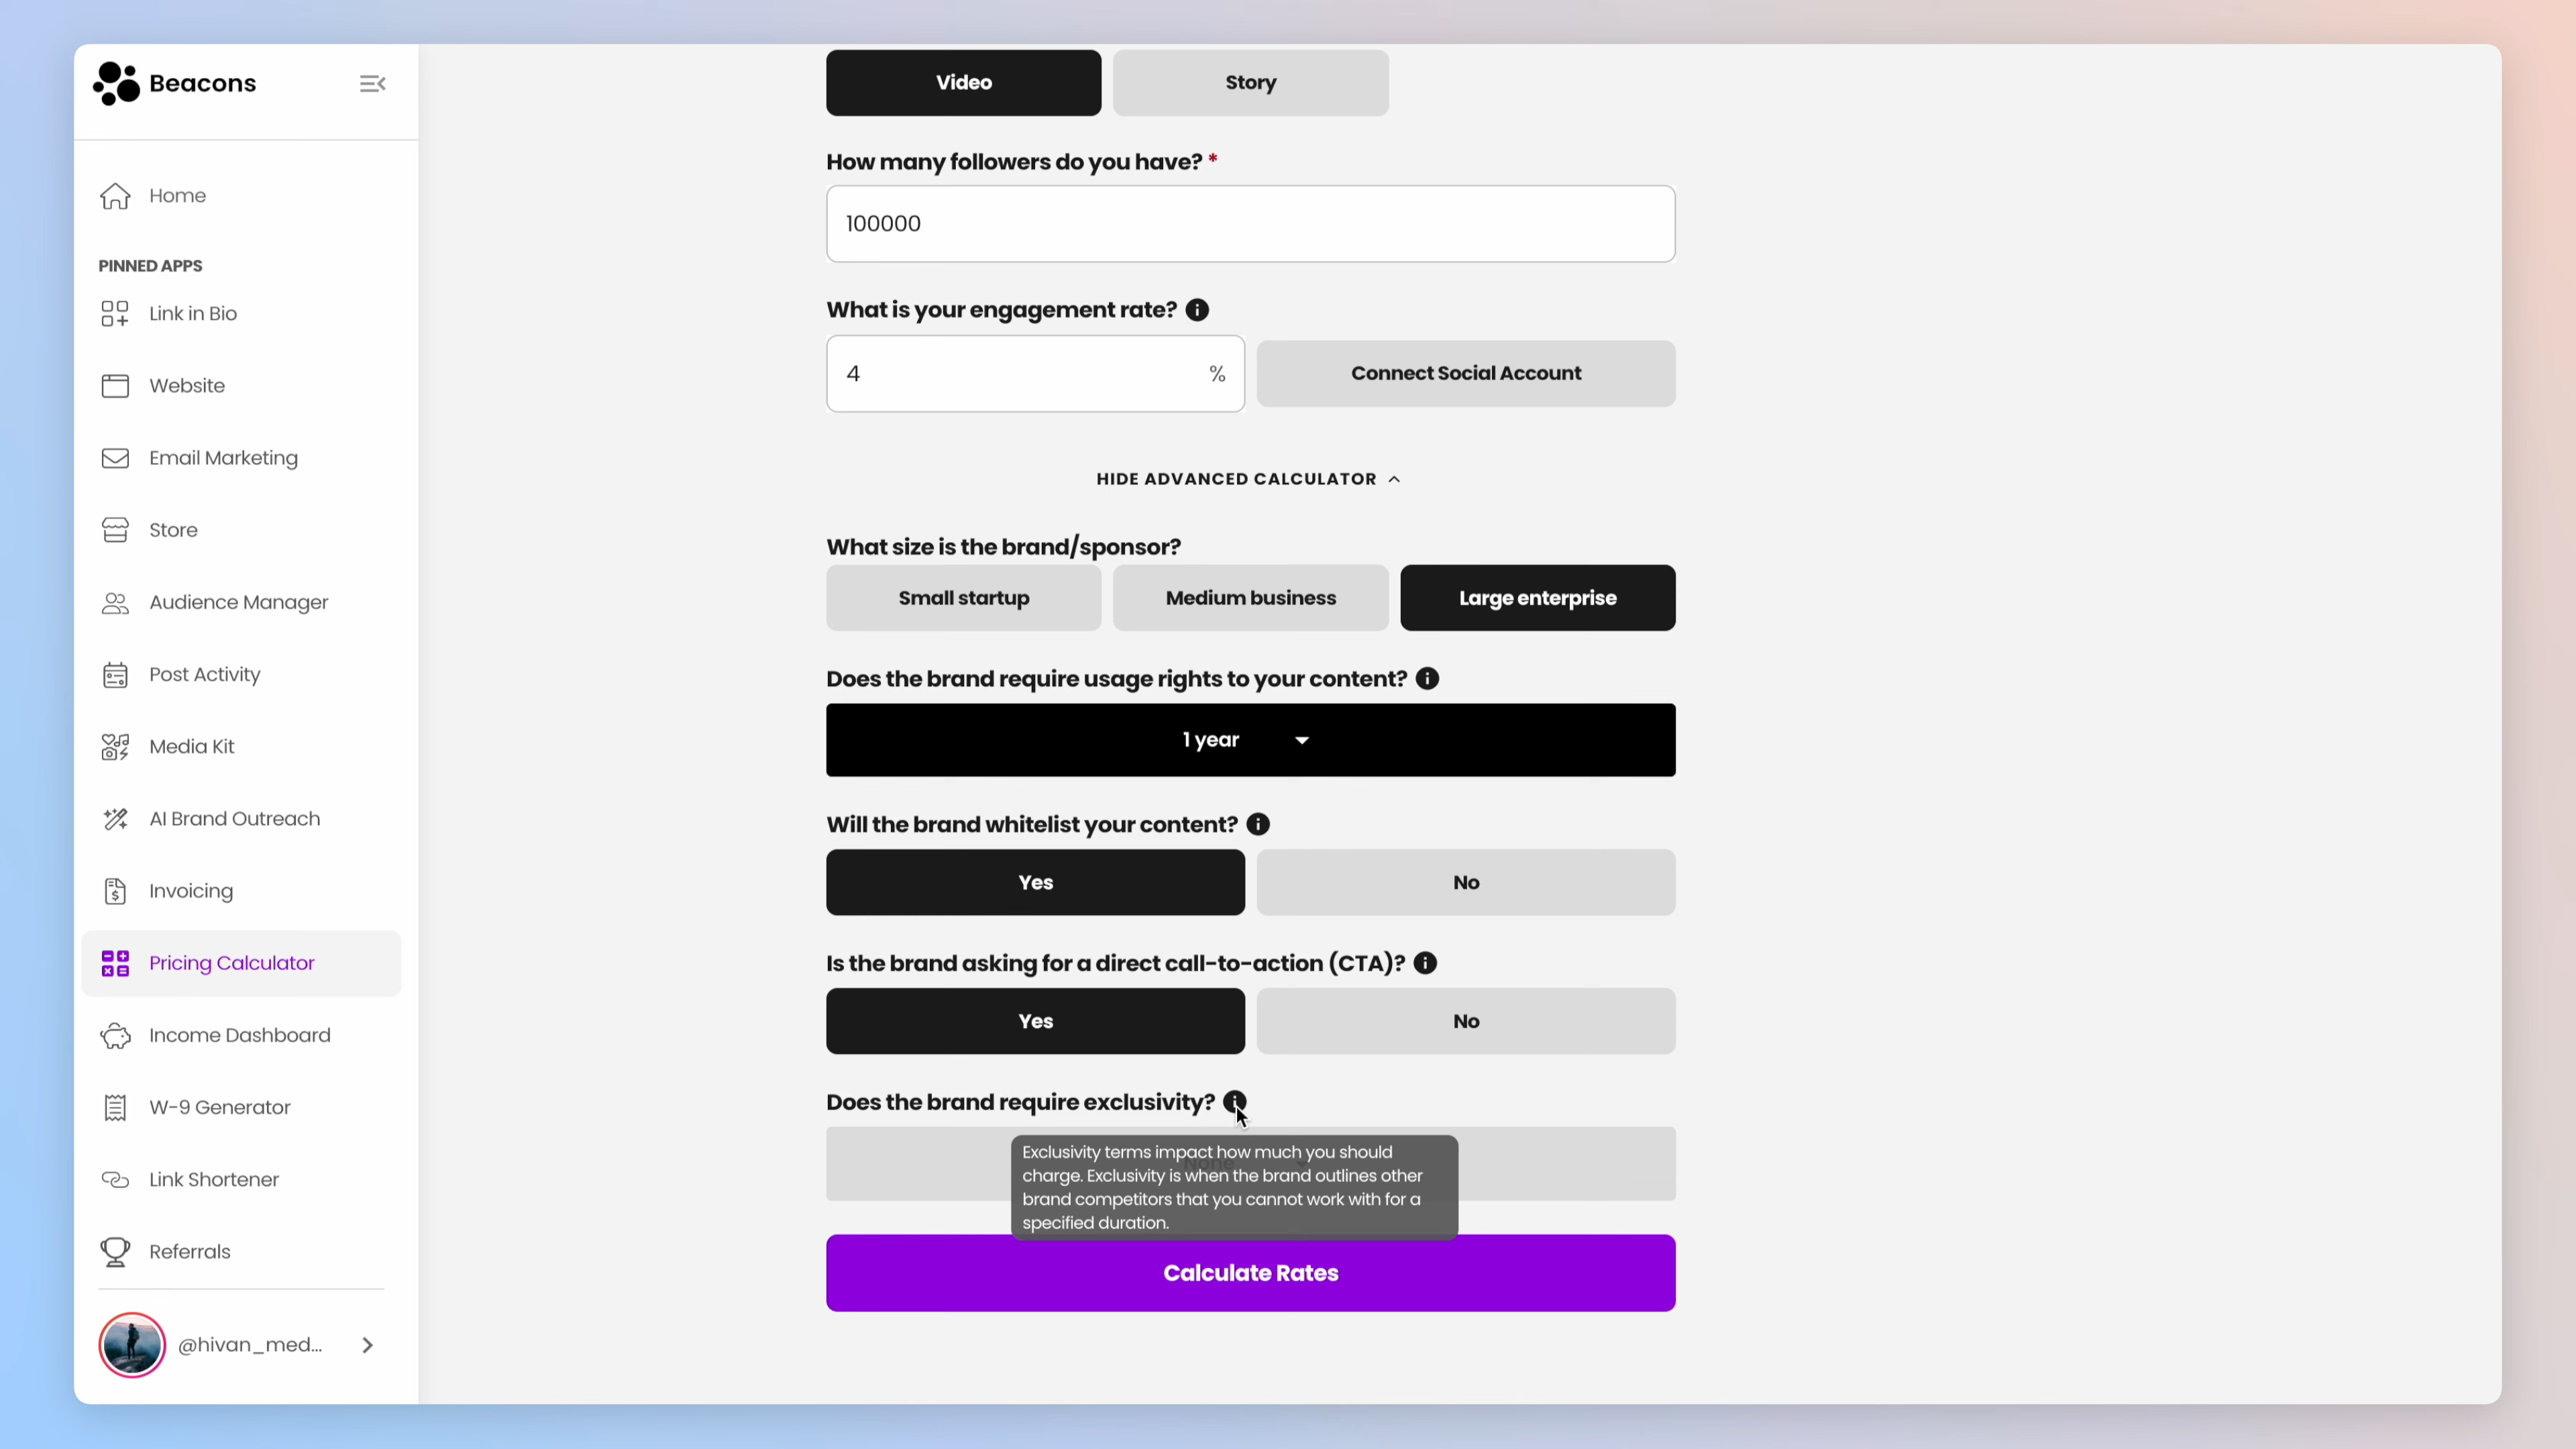 Beacons
Home
PINNED APPS
Link in Bio
Website
Email Marketing
Store
Audience Manager
Post Activity
Media Kit
AI Brand Outreach
Invoicing
Pricing Calculator
Income Dashboard
W-9 Generator
Link Shortener
Referrals
@hivan_med...
Video
Story
How many followers do you have? *
100000
What is your engagement rate?
4 %
Connect Social Account
HIDE ADVANCED CALCULATOR
What size is the brand/sponsor?
Small startup
Medium business
Large enterprise
Does the brand require usage rights to your content?
1 year
Will the brand whitelist your content?
Yes
No
Is the brand asking for a direct call-to-action (CTA)?
Yes
No
Does the brand require exclusivity?
Exclusivity terms impact how much you should
charge. Exclusivity is when the brand outlines other
brand competitors that you cannot work with for a
specified duration.
Calculate Rates